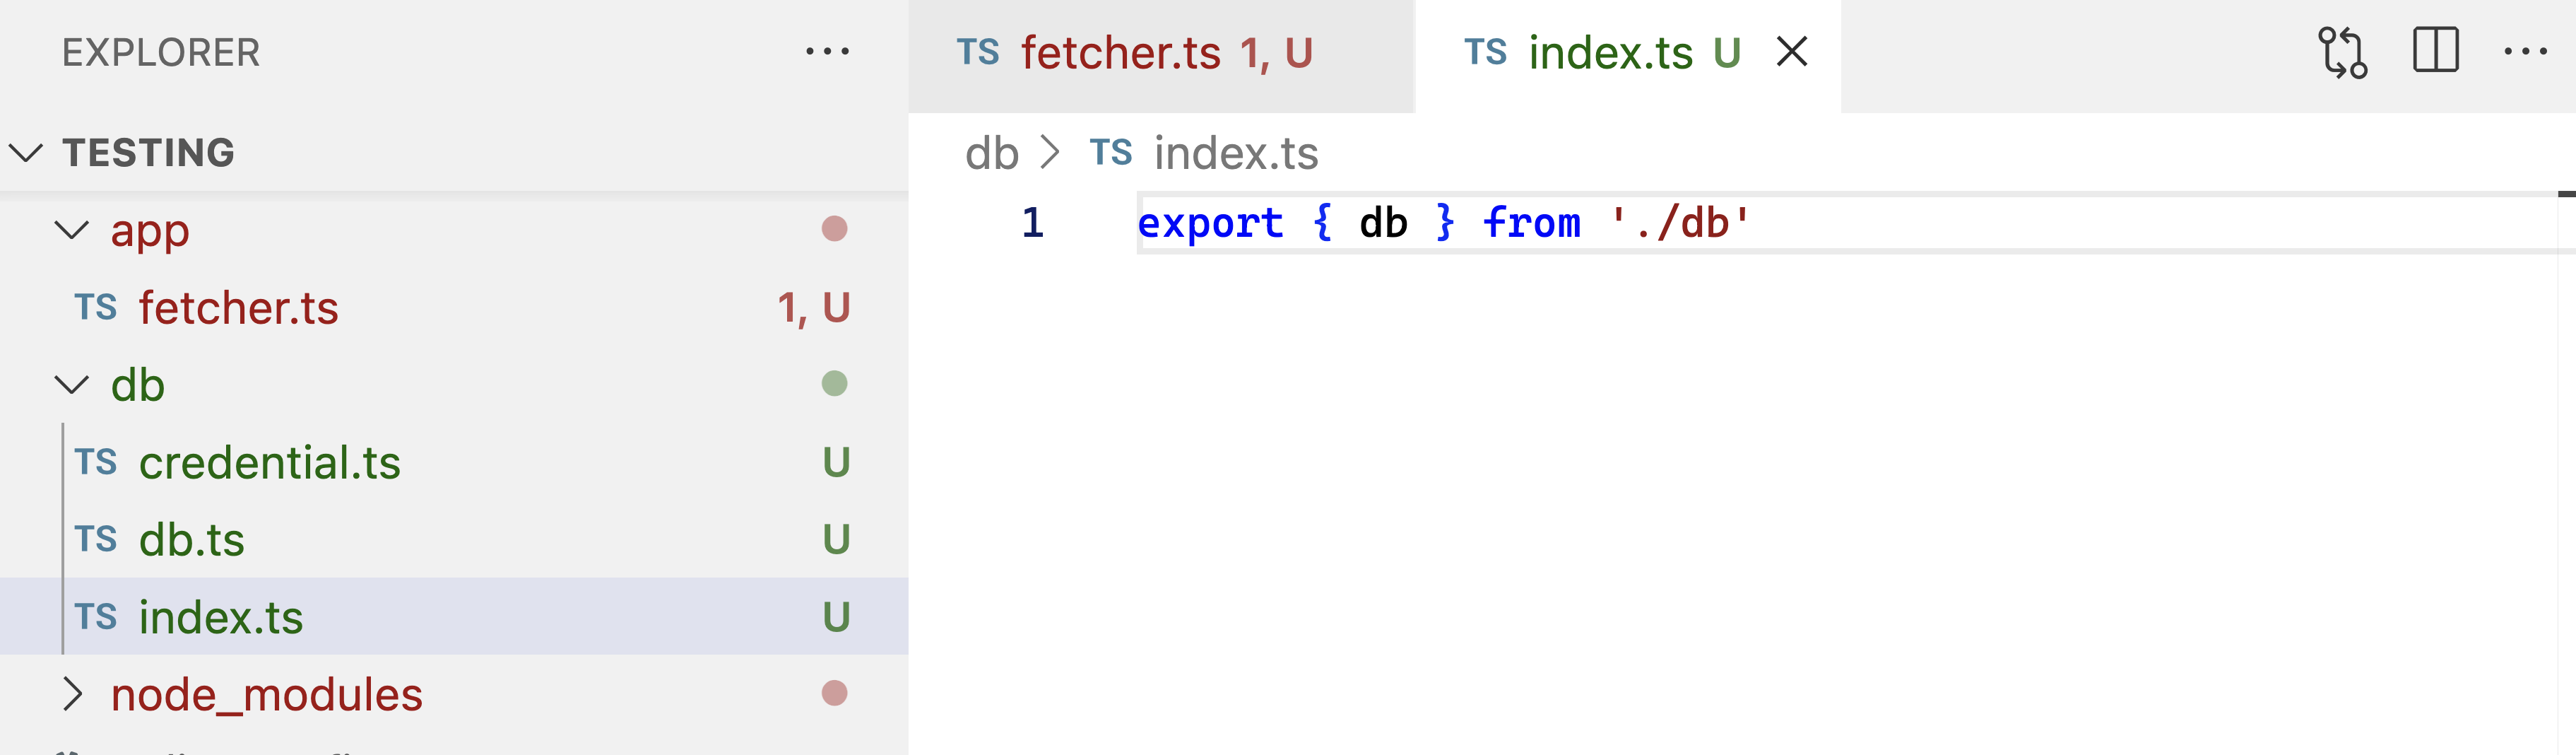 EXPLORER
TESTING
app
TS fetcher.ts 1, U
db
TS credential.ts U
TS db.ts U
TS index.ts U
node_modules
TS fetcher.ts 1, U
TS index.ts U
db > TS index.ts
1 export { db } from './db'